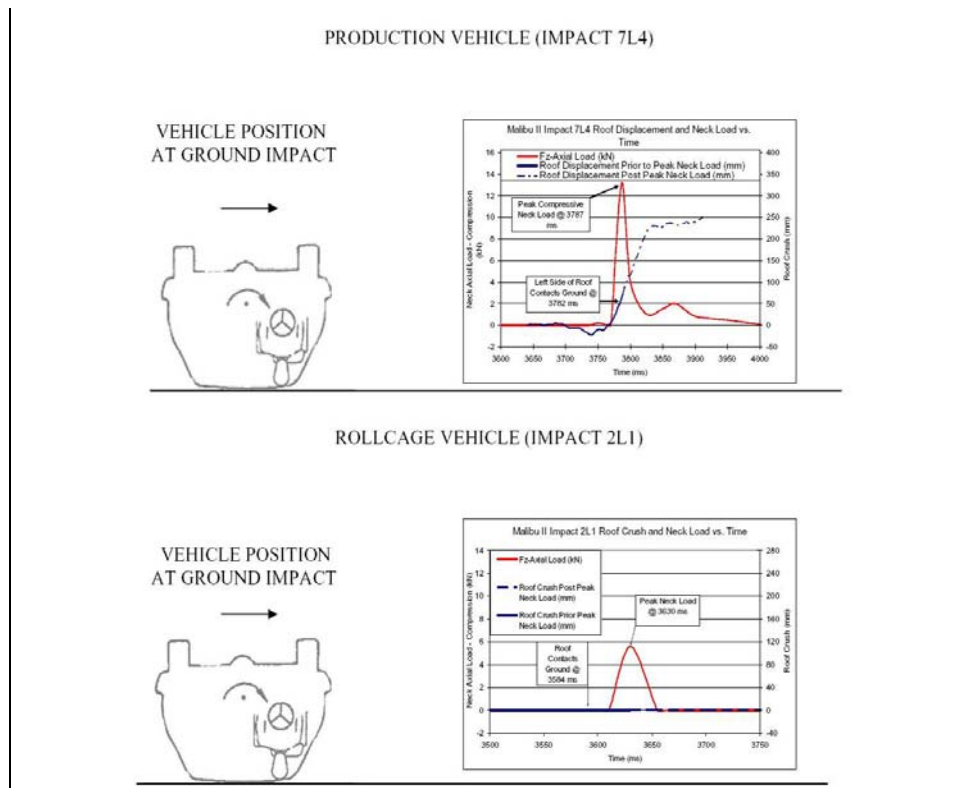 PRODUCTION VEHICLE (IMPACT 7L4)
VEHICLE POSITION
AT GROUND IMPACT
Malibu II Impact 7L4 Roof Displacement and Neck Load vs.
Time
Fz-Axial Load (kN)
Roof Displacement Prior to Peak Neck Load (mm)
Roof Displacement Post Peak Neck Load (mm)
Peak Compressive
Neck Load @ 3787
ms
Left Side of Roof
Contacts Ground @
3782 ms
Neck Axial Load - Compression
(kN)
16
14
12
10
8
6
4
2
0
-2
400
350
300
250
200
150
100
50
0
-50
Roof Crush (mm)
3600 3650 3700 3750 3800 3850 3900 3950 4000
Time (ms)
ROLLCAGE VEHICLE (IMPACT 2L1)
VEHICLE POSITION
AT GROUND IMPACT
Malibu II Impact 2L1 Roof Crush and Neck Load vs. Time
Fz-Axial Load (kN)
Roof Crush Post Peak
Neck Load (mm)
Roof Crush Prior Peak
Neck Load (mm)
Peak Neck Load
@ 3630 ms
Roof
Contacts
Ground @
3584 ms
Neck Axial Load - Compression (kN)
14
12
10
8
6
4
2
0
-2
280
240
200
160
120
80
40
0
-40
Roof Crush (mm)
3500 3550 3600 3650 3700 3750
Time (ms)